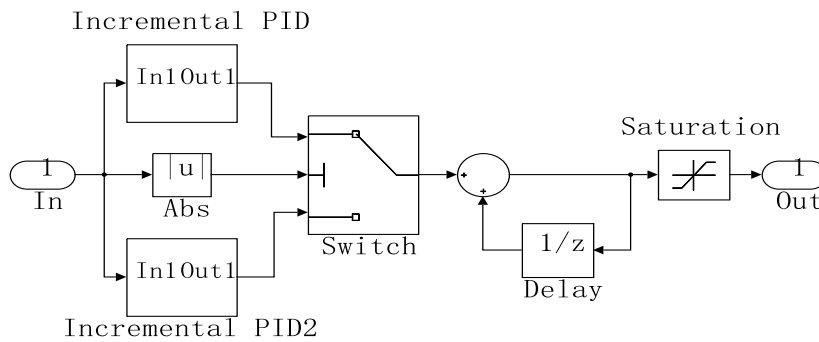 Incremental PID
In1Out1
1
In
|u|
Abs
In1Out1
Incremental PID2
Switch
+
+
1/z
Delay
Saturation
1
Out